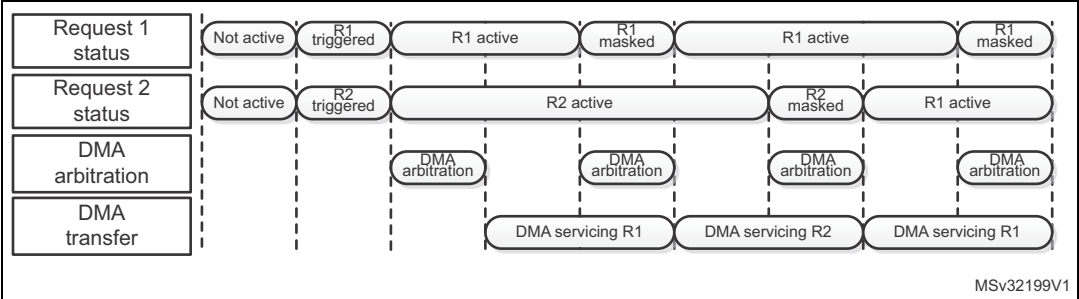 Request 1
status
Not active
R1
triggered
R1 active
R1
masked
R1 active
R1
masked
Request 2
status
Not active
R2
triggered
R2 active
R2
masked
R1 active
DMA
arbitration
DMA
arbitration
DMA
arbitration
DMA
arbitration
DMA
arbitration
DMA
transfer
DMA servicing R1
DMA servicing R2
DMA servicing R1
MSv32199V1